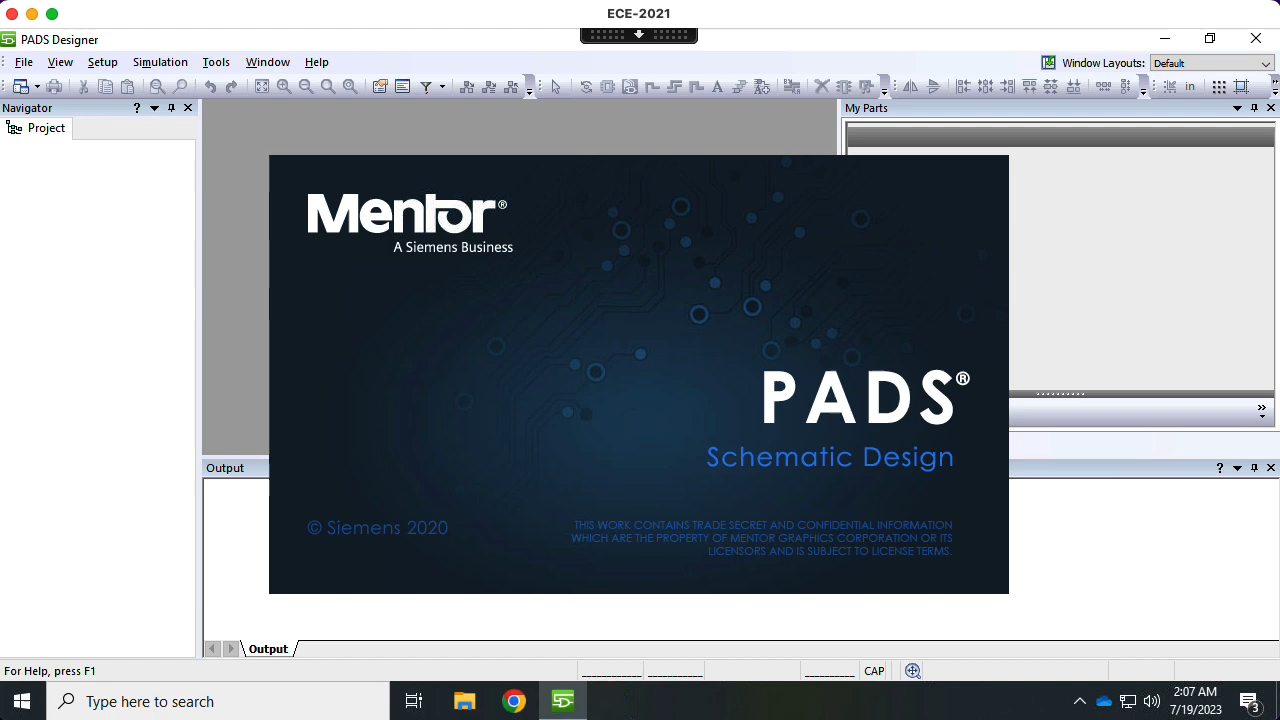 ECE-2021
PADS Designer
File View Setup Simulation Tools Window Help
Window Layouts: Default
Navigator
My Parts
Project
Mentor®
A Siemens Business
PADS®
Schematic Design
Output
© Siemens 2020
THIS WORK CONTAINS TRADE SECRET AND CONFIDENTIAL INFORMATION
WHICH ARE THE PROPERTY OF MENTOR GRAPHICS CORPORATION OR ITS
LICENSORS AND IS SUBJECT TO LICENSE TERMS.
Output
For Help, press F1
CAP
Type here to search
2:07 AM
7/19/2023
3